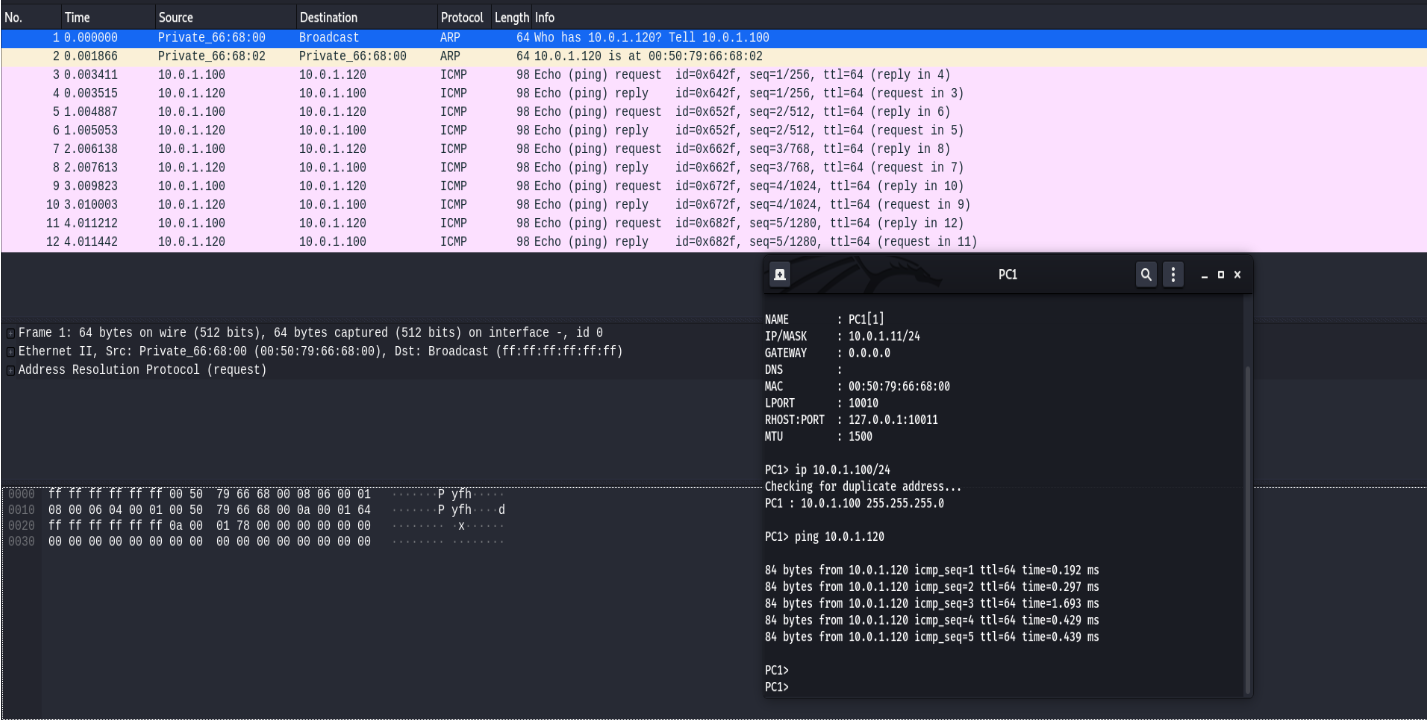 No. Time Source Destination Protocol Length Info
1 0.000000 Private_66:68:00 Broadcast ARP 64 Who has 10.0.1.120? Tell 10.0.1.100
2 0.001866 Private_66:68:02 Private_66:68:00 ARP 64 10.0.1.120 is at 00:50:79:66:68:02
3 0.003411 10.0.1.100 10.0.1.120 ICMP 98 Echo (ping) request id=0x642f, seq=1/256, ttl=64 (reply in 4)
4 0.003515 10.0.1.120 10.0.1.100 ICMP 98 Echo (ping) reply id=0x642f, seq=1/256, ttl=64 (request in 3)
5 1.004887 10.0.1.100 10.0.1.120 ICMP 98 Echo (ping) request id=0x652f, seq=2/512, ttl=64 (reply in 6)
6 1.005053 10.0.1.120 10.0.1.100 ICMP 98 Echo (ping) reply id=0x652f, seq=2/512, ttl=64 (request in 5)
7 2.006138 10.0.1.100 10.0.1.120 ICMP 98 Echo (ping) request id=0x662f, seq=3/768, ttl=64 (reply in 8)
8 2.007613 10.0.1.120 10.0.1.100 ICMP 98 Echo (ping) reply id=0x662f, seq=3/768, ttl=64 (request in 7)
9 3.009823 10.0.1.100 10.0.1.120 ICMP 98 Echo (ping) request id=0x672f, seq=4/1024, ttl=64 (reply in 10)
10 3.010003 10.0.1.120 10.0.1.100 ICMP 98 Echo (ping) reply id=0x672f, seq=4/1024, ttl=64 (request in 9)
11 4.011212 10.0.1.100 10.0.1.120 ICMP 98 Echo (ping) request id=0x682f, seq=5/1280, ttl=64 (reply in 12)
12 4.011442 10.0.1.120 10.0.1.100 ICMP 98 Echo (ping) reply id=0x682f, seq=5/1280, ttl=64 (request in 11)
Frame 1: 64 bytes on wire (512 bits), 64 bytes captured (512 bits) on interface -, id 0
Ethernet II, Src: Private_66:68:00 (00:50:79:66:68:00), Dst: Broadcast (ff:ff:ff:ff:ff:ff)
Address Resolution Protocol (request)
0000 ff ff ff ff ff ff 00 50 79 66 68 00 08 06 00 01 ·······P yfh·····
0010 08 00 06 04 00 01 00 50 79 66 68 00 0a 00 01 64 ·······P yfh····d
0020 ff ff ff ff ff ff 0a 00 01 78 00 00 00 00 00 00 ········ ·x······
0030 00 00 00 00 00 00 00 00 00 00 00 00 00 00 00 00 ········ ········
PC1
NAME : PC1[1]
IP/MASK : 10.0.1.11/24
GATEWAY : 0.0.0.0
DNS :
MAC : 00:50:79:66:68:00
LPORT : 10010
RHOST:PORT : 127.0.0.1:10011
MTU : 1500
PC1> ip 10.0.1.100/24
Checking for duplicate address...
PC1 : 10.0.1.100 255.255.255.0
PC1> ping 10.0.1.120
84 bytes from 10.0.1.120 icmp_seq=1 ttl=64 time=0.192 ms
84 bytes from 10.0.1.120 icmp_seq=2 ttl=64 time=0.297 ms
84 bytes from 10.0.1.120 icmp_seq=3 ttl=64 time=1.693 ms
84 bytes from 10.0.1.120 icmp_seq=4 ttl=64 time=0.429 ms
84 bytes from 10.0.1.120 icmp_seq=5 ttl=64 time=0.439 ms
PC1>
PC1>